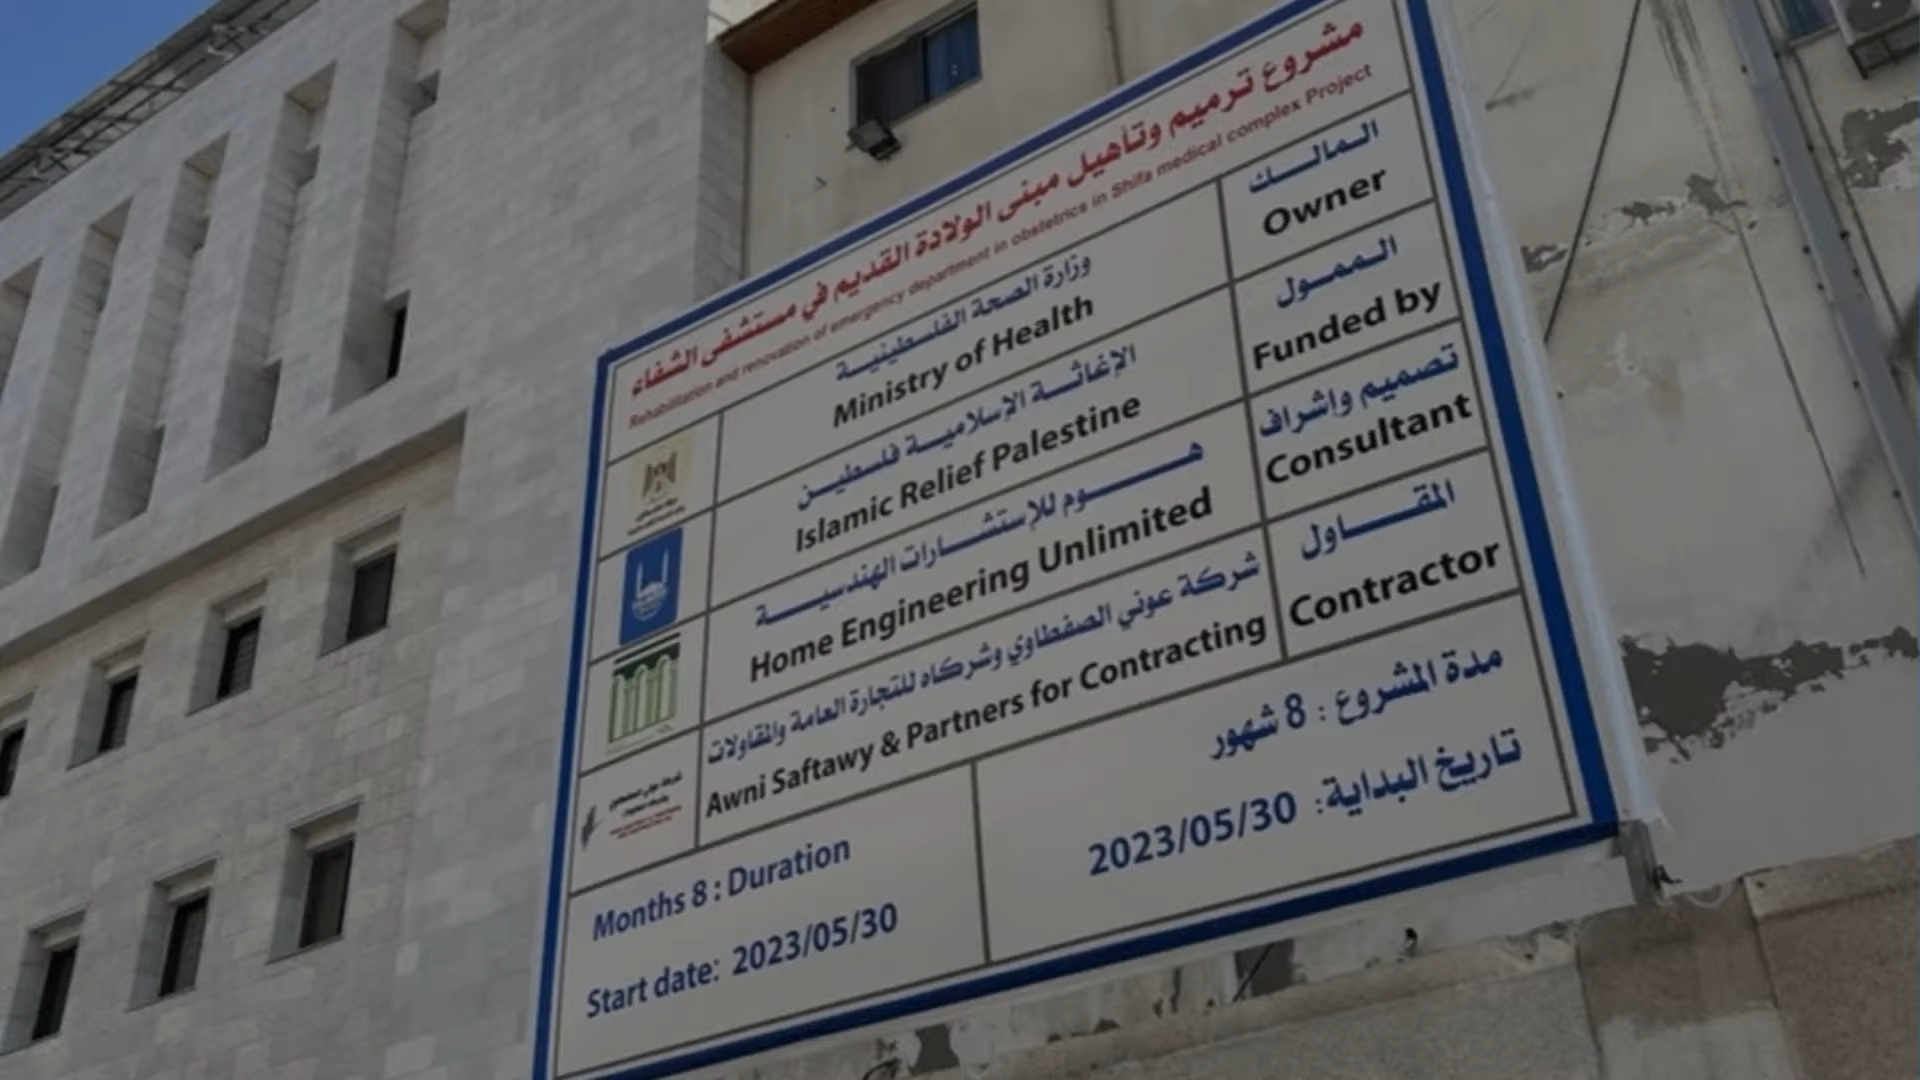 مشروع ترميم وتأهيل مبنى الولادة القديم في مستشفى الشفاء
Rehabilitation and renovation of emergency department in obstetrics in Shifa medical complex Project
المالك
Owner
وزارة الصحة الفلسطينية
Ministry of Health
الممول
Funded by
الإغاثة الإسلامية فلسطين
Islamic Relief Palestine
تصميم واشراف
Consultant
هوم للإستشارات الهندسية
Home Engineering Unlimited
المقاول
Contractor
شركة عوني الصفطاوي وشركاه للتجارة العامة والمقاولات
Awni Saftawy & Partners for Contracting
مدة المشروع : 8 شهور
تاريخ البداية: 2023/05/30
Months 8 : Duration
Start date: 2023/05/30